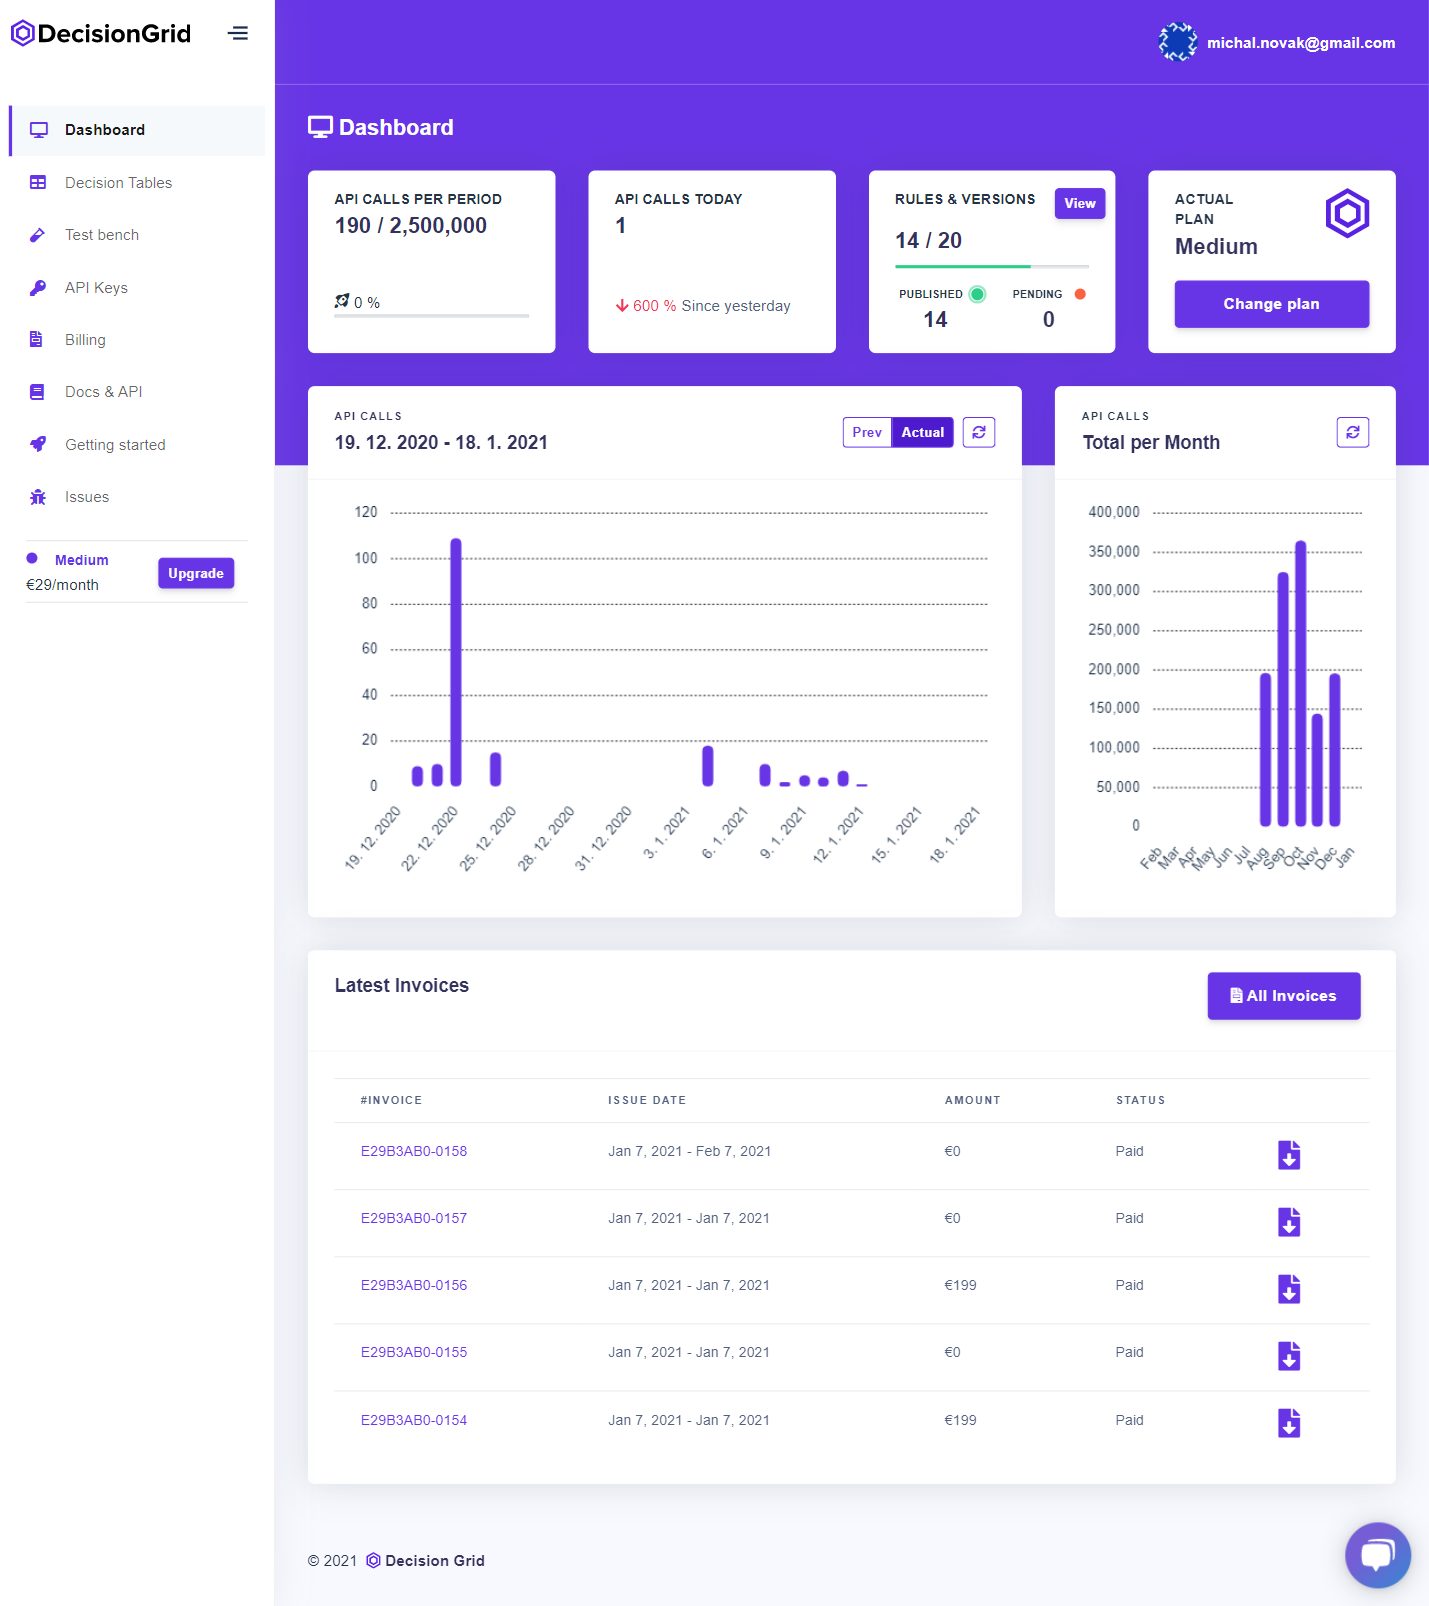 DecisionGrid
michal.novak@gmail.com
Dashboard
Decision Tables
Test bench
API Keys
Billing
Docs & API
Getting started
Issues
Medium
€29/month
Upgrade
Dashboard
API CALLS PER PERIOD
190 / 2,500,000
0 %
API CALLS TODAY
1
600 % Since yesterday
RULES & VERSIONS
View
14 / 20
PUBLISHED
14
PENDING
0
ACTUAL
PLAN
Medium
Change plan
API CALLS
19. 12. 2020 - 18. 1. 2021
Prev
Actual
120
100
80
60
40
20
0
19. 12. 2020
22. 12. 2020
25. 12. 2020
28. 12. 2020
31. 12. 2020
3. 1. 2021
6. 1. 2021
9. 1. 2021
12. 1. 2021
15. 1. 2021
18. 1. 2021
API CALLS
Total per Month
400,000
350,000
300,000
250,000
200,000
150,000
100,000
50,000
0
Feb
Mar
Apr
May
Jun
Jul
Aug
Sep
Oct
Nov
Dec
Jan
Latest Invoices
All Invoices
#INVOICE ISSUE DATE AMOUNT STATUS
E29B3AB0-0158 Jan 7, 2021 - Feb 7, 2021 €0 Paid
E29B3AB0-0157 Jan 7, 2021 - Jan 7, 2021 €0 Paid
E29B3AB0-0156 Jan 7, 2021 - Jan 7, 2021 €199 Paid
E29B3AB0-0155 Jan 7, 2021 - Jan 7, 2021 €0 Paid
E29B3AB0-0154 Jan 7, 2021 - Jan 7, 2021 €199 Paid
© 2021 Decision Grid